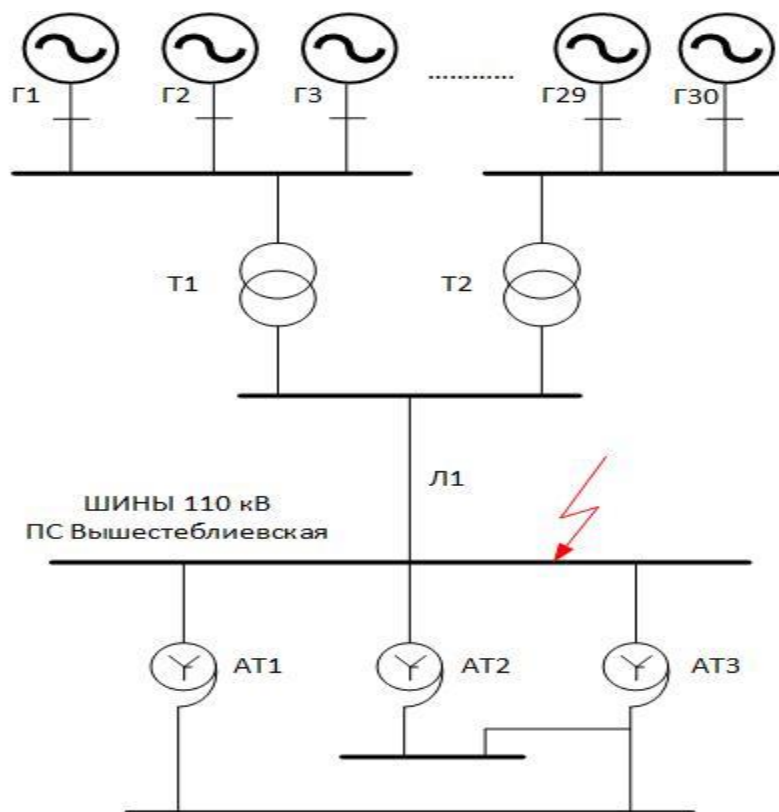 Г1 Г2 Г3 ............ Г29 Г30
Т1 Т2
Л1
ШИНЫ 110 кВ
ПС Вышестеблиевская
АТ1 АТ2 АТ3